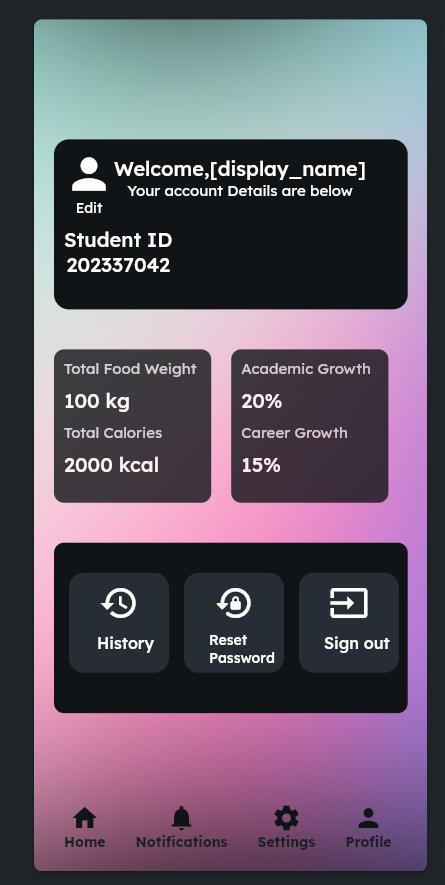 Welcome,[display_name]
Your account Details are below
Edit
Student ID
202337042
Total Food Weight
100 kg
Total Calories
2000 kcal
Academic Growth
20%
Career Growth
15%
History
Reset
Password
Sign out
Home
Notifications
Settings
Profile